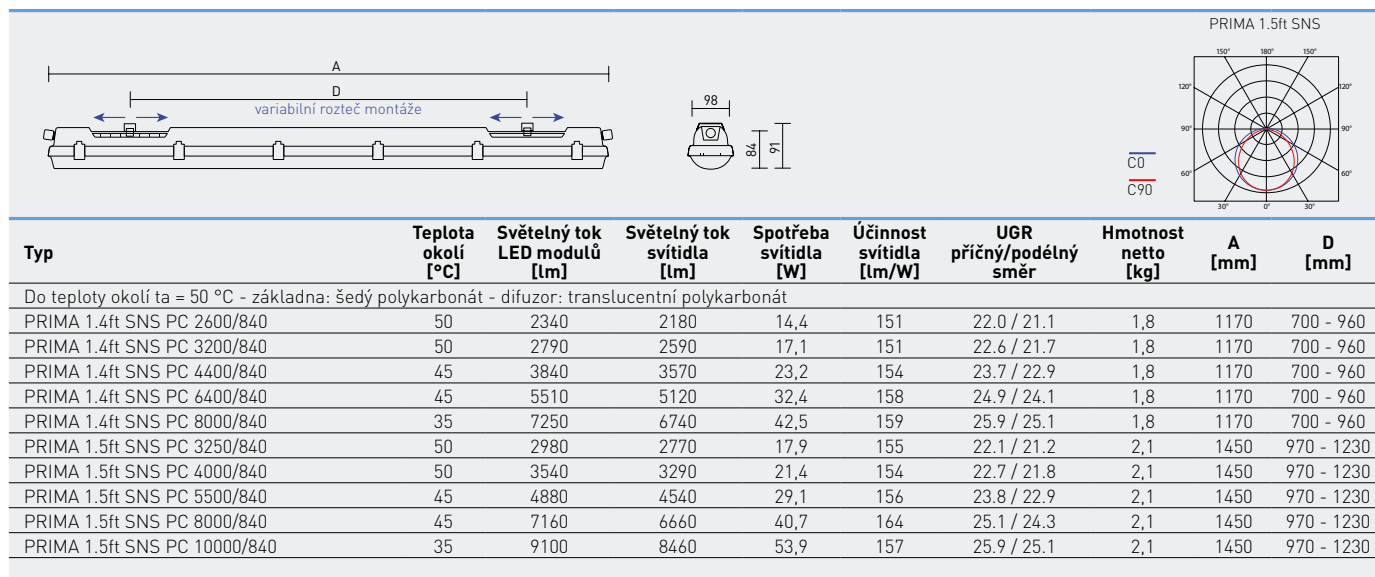 PRIMA 1.5ft SNS
A
D
variabilní rozteč montáže
98
84
91
150° 180° 150°
120° 120°
90° 90°
60° 60°
30° 0° 30°
C0
C90
Typ Teplota okolí [°C] Světelný tok LED modulů [lm] Světelný tok svítidla [lm] Spotřeba svítidla [W] Účinnost svítidla [lm/W] UGR příčný/podélný směr Hmotnost netto [kg] A [mm] D [mm]
Do teploty okolí ta = 50 °C - základna: šedý polykarbonát - difuzor: translucentní polykarbonát
PRIMA 1.4ft SNS PC 2600/840 50 2340 2180 14,4 151 22.0 / 21.1 1,8 1170 700 - 960
PRIMA 1.4ft SNS PC 3200/840 50 2790 2590 17,1 151 22.6 / 21.7 1,8 1170 700 - 960
PRIMA 1.4ft SNS PC 4400/840 45 3840 3570 23,2 154 23.7 / 22.9 1,8 1170 700 - 960
PRIMA 1.4ft SNS PC 6400/840 45 5510 5120 32,4 158 24.9 / 24.1 1,8 1170 700 - 960
PRIMA 1.4ft SNS PC 8000/840 35 7250 6740 42,5 159 25.9 / 25.1 1,8 1170 700 - 960
PRIMA 1.5ft SNS PC 3250/840 50 2980 2770 17,9 155 22.1 / 21.2 2,1 1450 970 - 1230
PRIMA 1.5ft SNS PC 4000/840 50 3540 3290 21,4 154 22.7 / 21.8 2,1 1450 970 - 1230
PRIMA 1.5ft SNS PC 5500/840 45 4880 4540 29,1 156 23.8 / 22.9 2,1 1450 970 - 1230
PRIMA 1.5ft SNS PC 8000/840 45 7160 6660 40,7 164 25.1 / 24.3 2,1 1450 970 - 1230
PRIMA 1.5ft SNS PC 10000/840 35 9100 8460 53,9 157 25.9 / 25.1 2,1 1450 970 - 1230